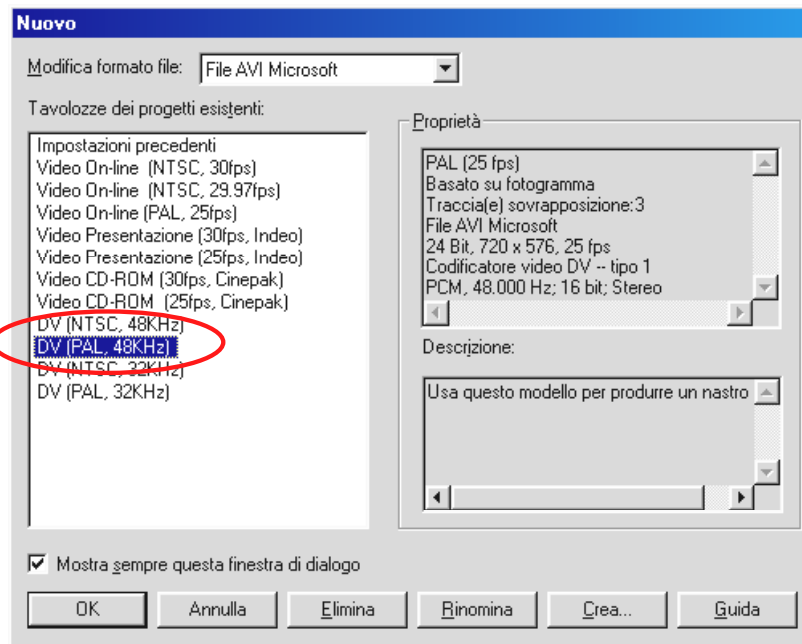 Nuovo
Modifica formato file: File AVI Microsoft
Tavolozze dei progetti esistenti:
Impostazioni precedenti
Video On-line (NTSC, 30fps)
Video On-line (NTSC, 29.97fps)
Video On-line (PAL, 25fps)
Video Presentazione (30fps, Indeo)
Video Presentazione (25fps, Indeo)
Video CD-ROM (30fps, Cinepak)
Video CD-ROM (25fps, Cinepak)
DV (NTSC, 48KHz)
DV (PAL, 48KHz)
DV (NTSC, 32KHz)
DV (PAL, 32KHz)
Proprietà
PAL (25 fps)
Basato su fotogramma
Traccia(e) sovrapposizione:3
File AVI Microsoft
24 Bit, 720 x 576, 25 fps
Codificatore video DV -- tipo 1
PCM, 48.000 Hz; 16 bit; Stereo
Descrizione:
Usa questo modello per produrre un nastro
Mostra sempre questa finestra di dialogo
OK Annulla Elimina Rinomina Crea... Guida